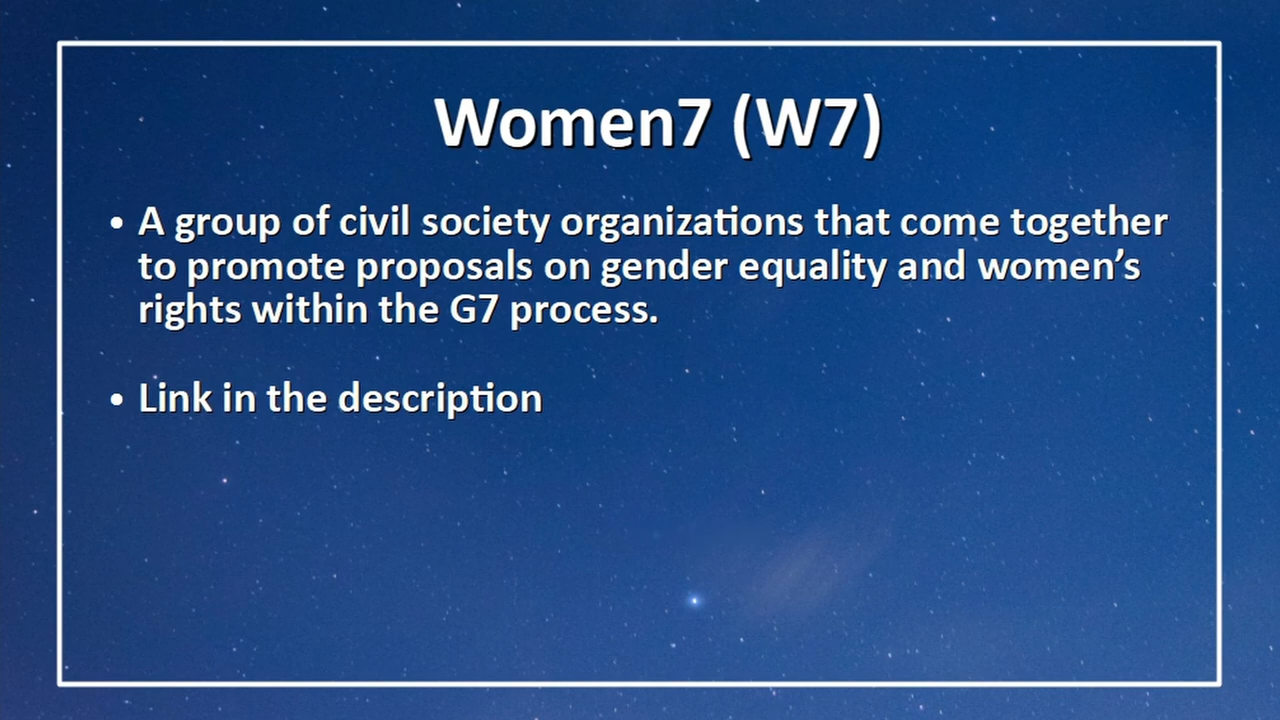 Women7 (W7)
• A group of civil society organizations that come together
to promote proposals on gender equality and women’s
rights within the G7 process.
• Link in the description